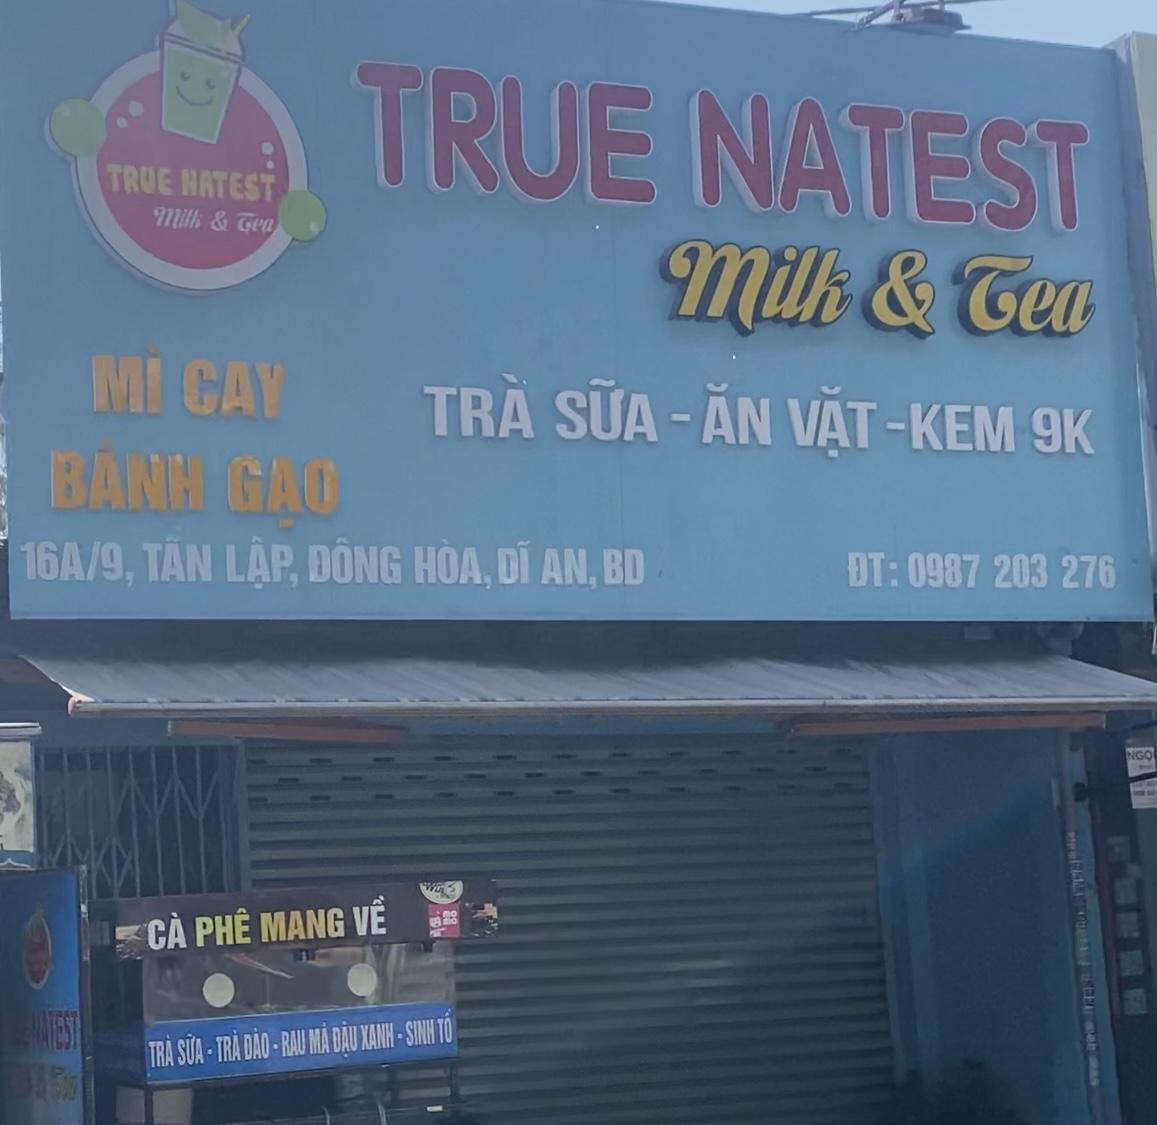 TRUE NATEST
Milk & Tea
TRUE NATEST
Milk & Tea
MÌ CAY
BÁNH GẠO
TRÀ SỮA - ĂN VẶT - KEM 9K
16A/9, TÂN LẬP, ĐÔNG HÒA, DĨ AN, BD
ĐT: 0987 203 276
CÀ PHÊ MANG VỀ
TRÀ SỮA - TRÀ ĐÀO - RAU MÁ ĐẬU XANH - SINH TỐ
NATEST